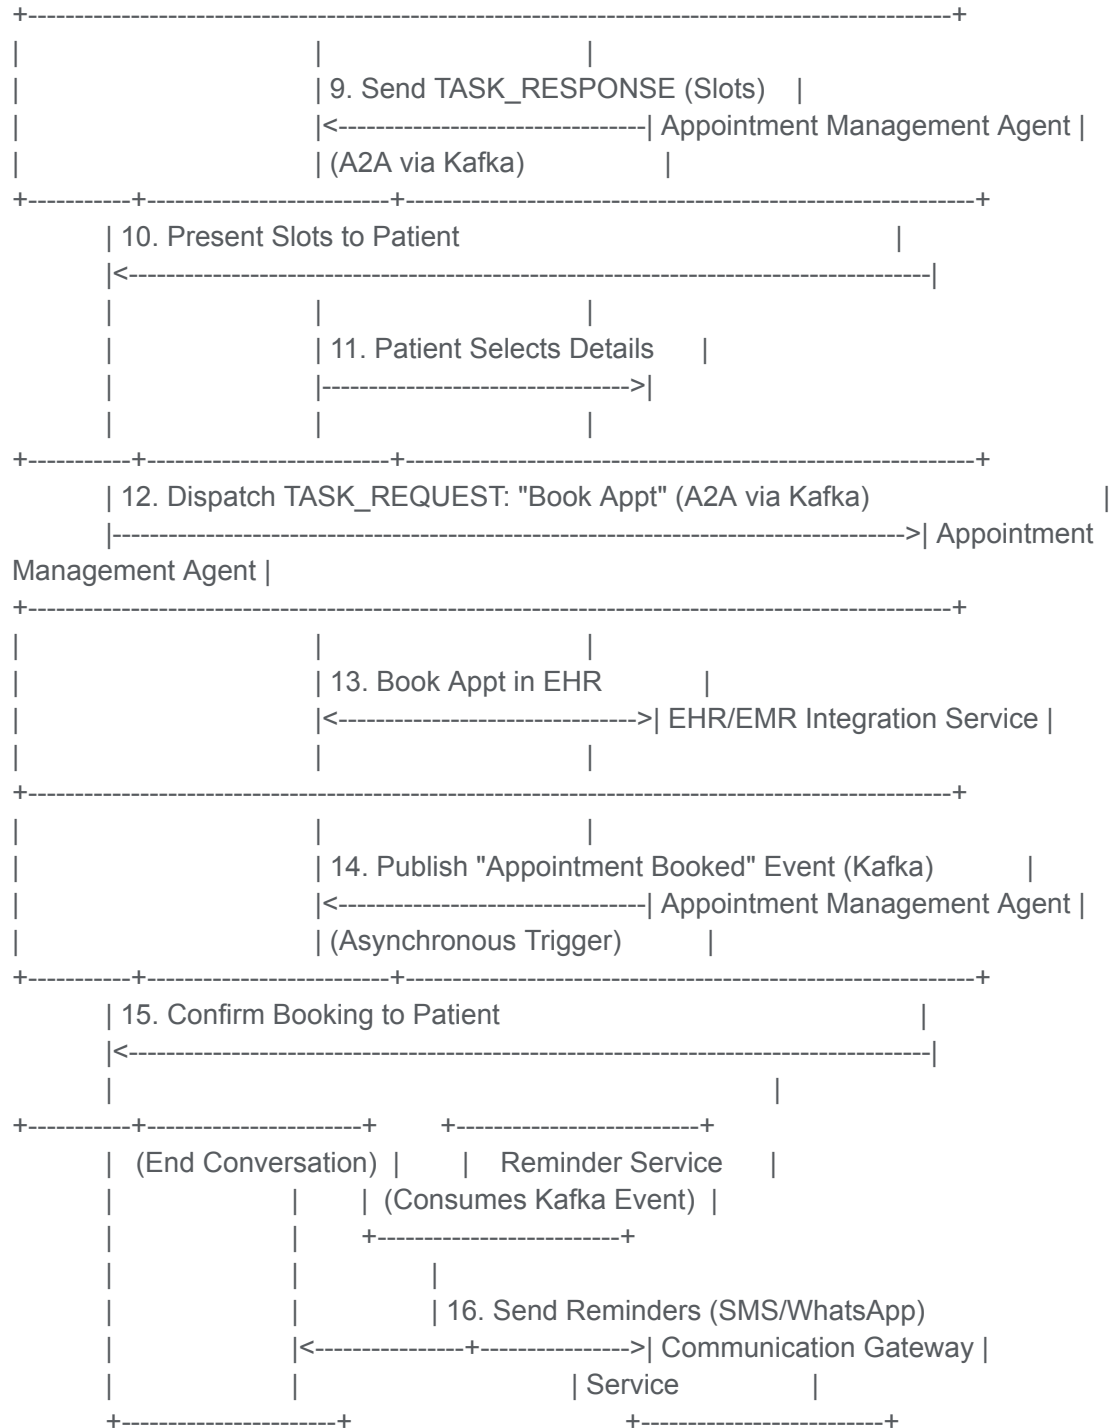 +---------------------------------------------------------------------------------------------------+
| | |
| | 9. Send TASK_RESPONSE (Slots) |
| |<---------------------------------| Appointment Management Agent |
| | (A2A via Kafka) |
+-----------+--------------------------+-------------------------------------------------------------+
| 10. Present Slots to Patient |
|<--------------------------------------------------------------------------------------|
| | |
| | 11. Patient Selects Details |
| |--------------------------------->|
| | |
+-----------+--------------------------+-------------------------------------------------------------+
| 12. Dispatch TASK_REQUEST: "Book Appt" (A2A via Kafka) |
|------------------------------------------------------------------------------------->| Appointment
Management Agent |
+---------------------------------------------------------------------------------------------------+
| | |
| | 13. Book Appt in EHR |
| |<-------------------------------->| EHR/EMR Integration Service |
| | |
+---------------------------------------------------------------------------------------------------+
| | |
| | 14. Publish "Appointment Booked" Event (Kafka) |
| |<---------------------------------| Appointment Management Agent |
| | (Asynchronous Trigger) |
+-----------+--------------------------+-------------------------------------------------------------+
| 15. Confirm Booking to Patient |
|<--------------------------------------------------------------------------------------|
| |
+-----------+-----------------------+ +--------------------------+
| (End Conversation) | | Reminder Service |
| | | (Consumes Kafka Event) |
| | +--------------------------+
| | |
| | | 16. Send Reminders (SMS/WhatsApp)
| |<----------------+---------------->| Communication Gateway |
| | | Service |
+-----------------------+ +--------------------------+